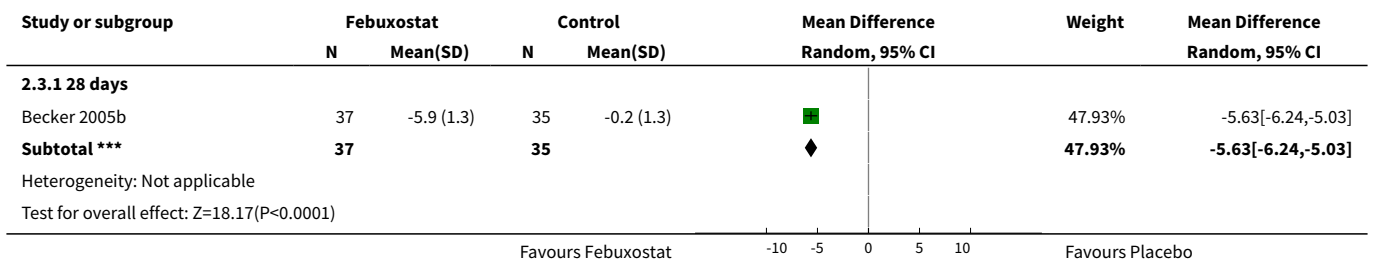 Study or subgroup Febuxostat Control Mean Difference Weight Mean Difference
N Mean(SD) N Mean(SD) Random, 95% CI Random, 95% CI
2.3.1 28 days
Becker 2005b 37 -5.9 (1.3) 35 -0.2 (1.3) 47.93% -5.63[-6.24,-5.03]
Subtotal *** 37 35 47.93% -5.63[-6.24,-5.03]
Heterogeneity: Not applicable
Test for overall effect: Z=18.17(P<0.0001)
Favours Febuxostat -10 -5 0 5 10 Favours Placebo